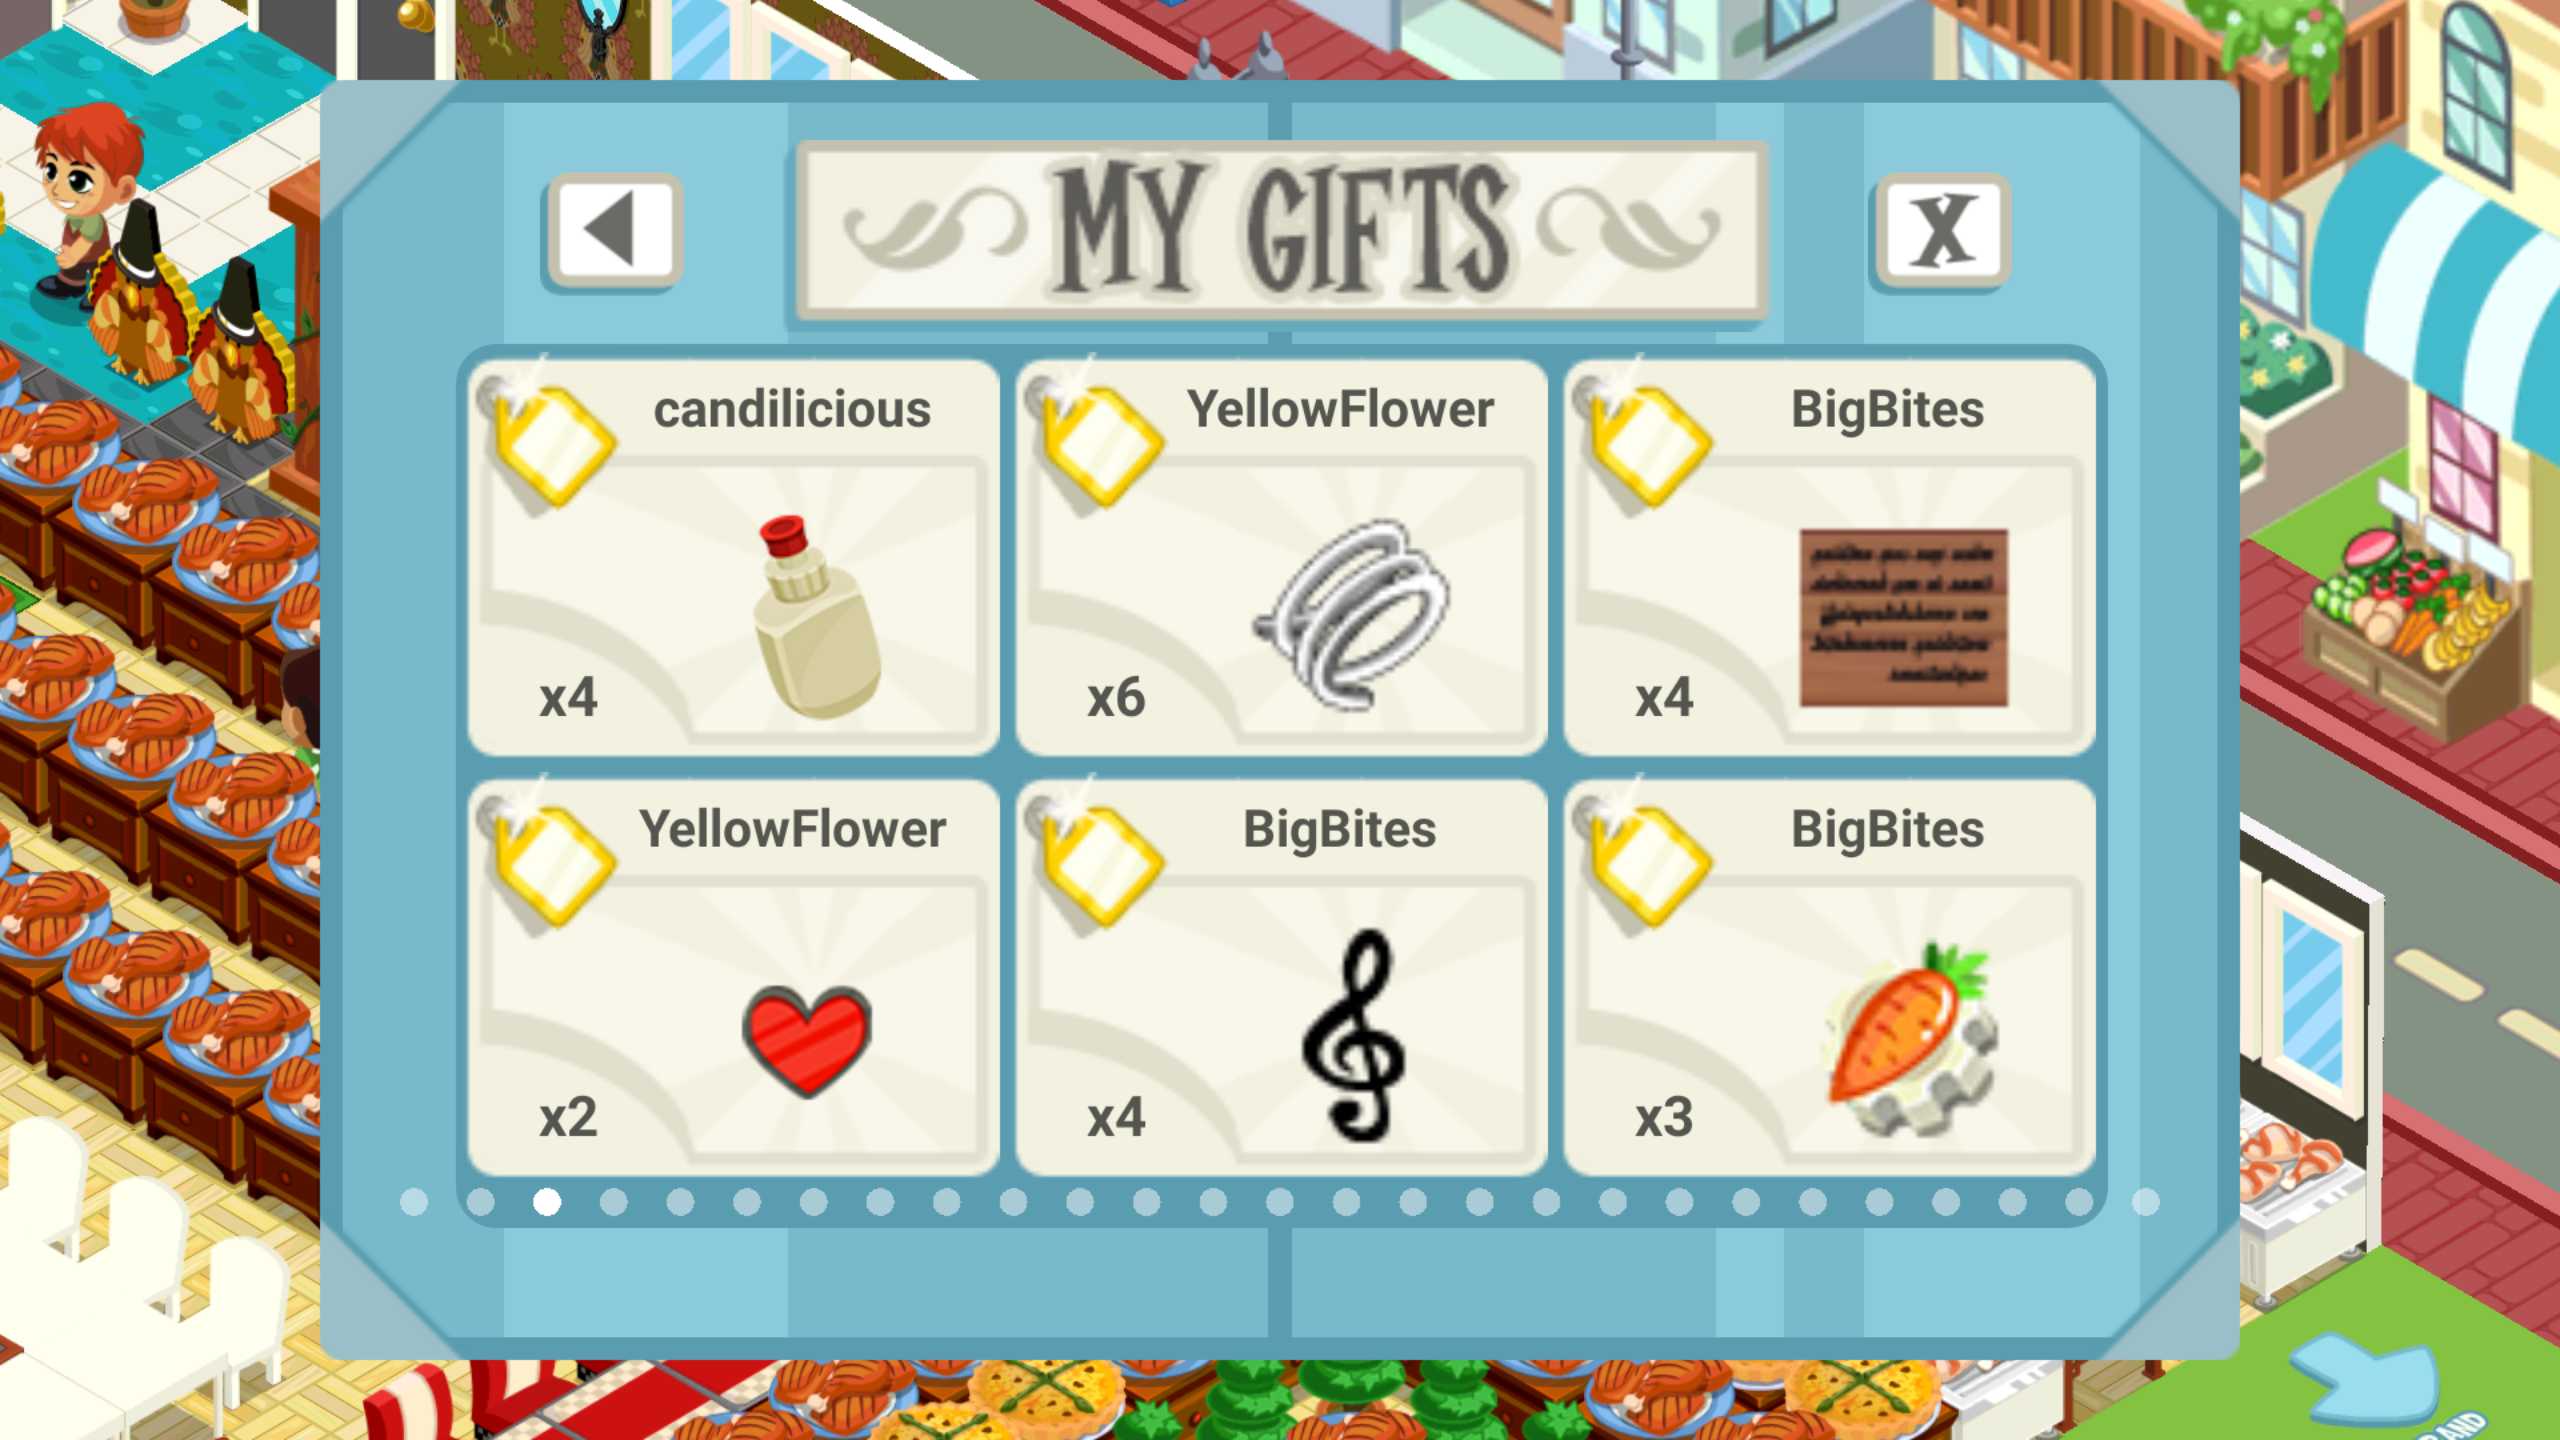 MY GIFTS
X
candilicious
x4
YellowFlower
x6
BigBites
x4
YellowFlower
x2
BigBites
x4
BigBites
x3